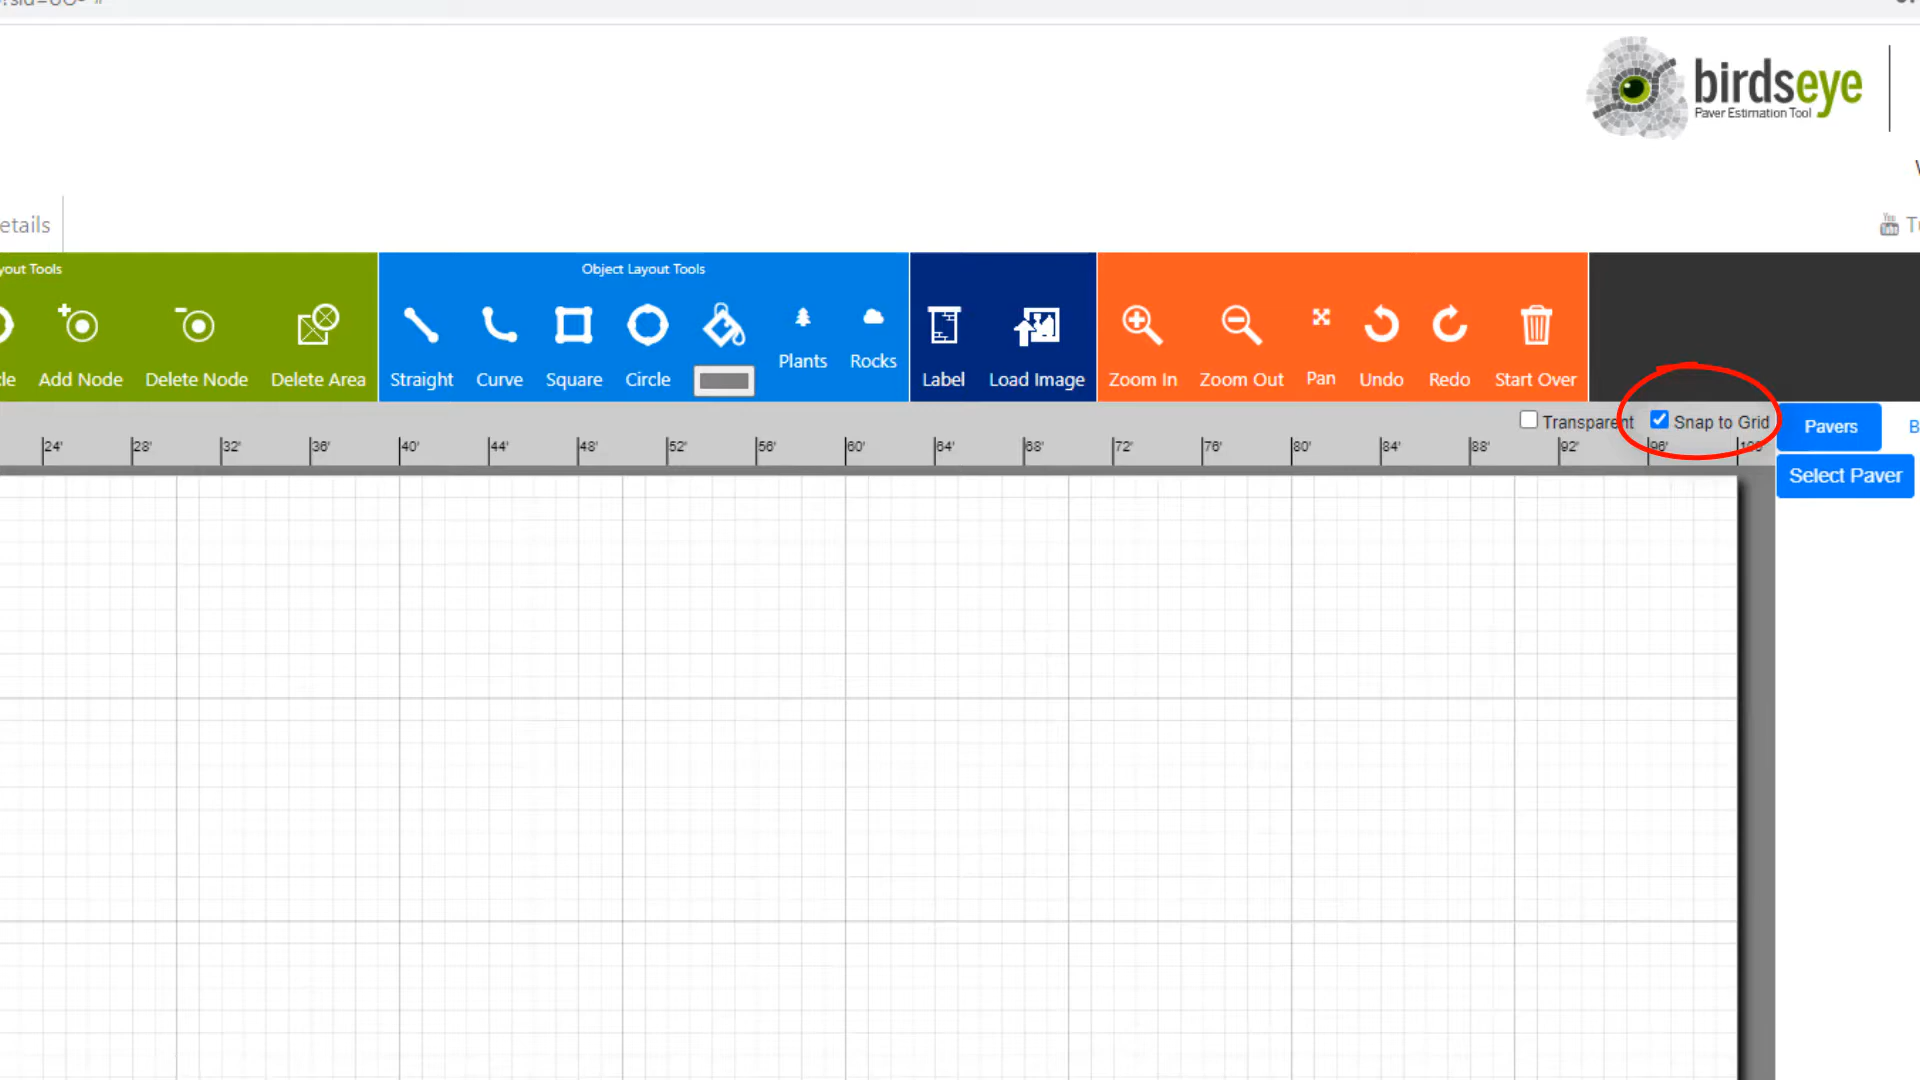 birdseye
Paver Estimation Tool
etails
yout Tools
Object Layout Tools
le
Add Node
Delete Node
Delete Area
Straight
Curve
Square
Circle
Plants
Rocks
Label
Load Image
Zoom In
Zoom Out
Pan
Undo
Redo
Start Over
Transparent
Snap to Grid
Pavers
B
24' 28' 32' 36' 40' 44' 48' 52' 56' 60' 64' 68' 72' 76' 80' 84' 88' 92' 96' 100'
Select Paver